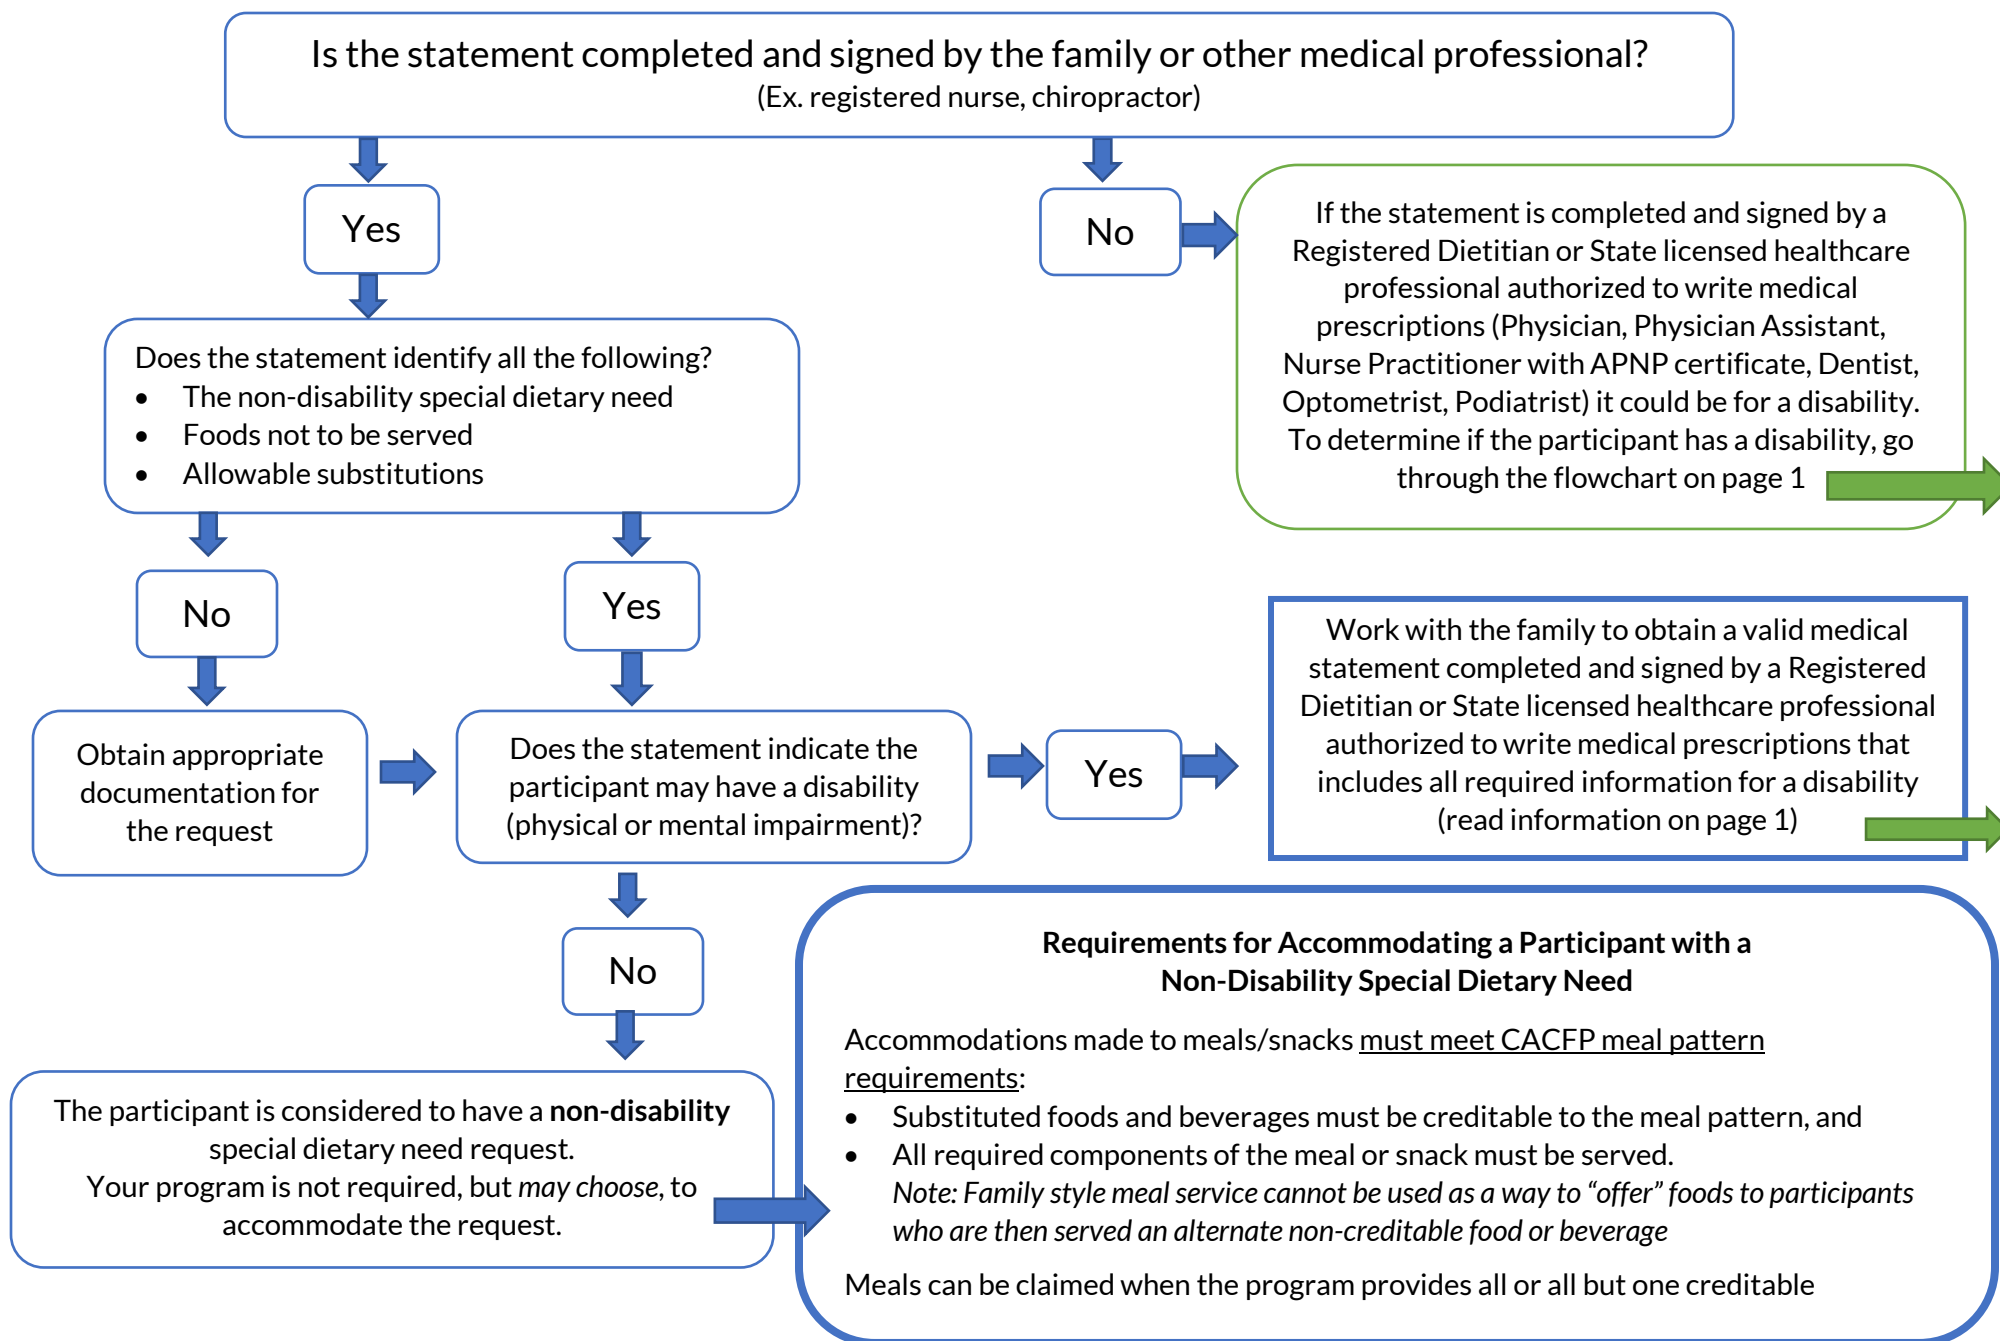 Is the statement completed and signed by the family or other medical professional?
(Ex. registered nurse, chiropractor)
Yes
No
If the statement is completed and signed by a
Registered Dietitian or State licensed healthcare
professional authorized to write medical
prescriptions (Physician, Physician Assistant,
Nurse Practitioner with APNP certificate, Dentist,
Optometrist, Podiatrist) it could be for a disability.
To determine if the participant has a disability, go
through the flowchart on page 1
Does the statement identify all the following?
• The non-disability special dietary need
• Foods not to be served
• Allowable substitutions
No
Yes
Obtain appropriate
documentation for
the request
Does the statement indicate the
participant may have a disability
(physical or mental impairment)?
Yes
Work with the family to obtain a valid medical
statement completed and signed by a Registered
Dietitian or State licensed healthcare professional
authorized to write medical prescriptions that
includes all required information for a disability
(read information on page 1)
No
The participant is considered to have a non-disability
special dietary need request.
Your program is not required, but may choose, to
accommodate the request.
Requirements for Accommodating a Participant with a
Non-Disability Special Dietary Need
Accommodations made to meals/snacks must meet CACFP meal pattern
requirements:
• Substituted foods and beverages must be creditable to the meal pattern, and
• All required components of the meal or snack must be served.
Note: Family style meal service cannot be used as a way to “offer” foods to participants
who are then served an alternate non-creditable food or beverage
Meals can be claimed when the program provides all or all but one creditable